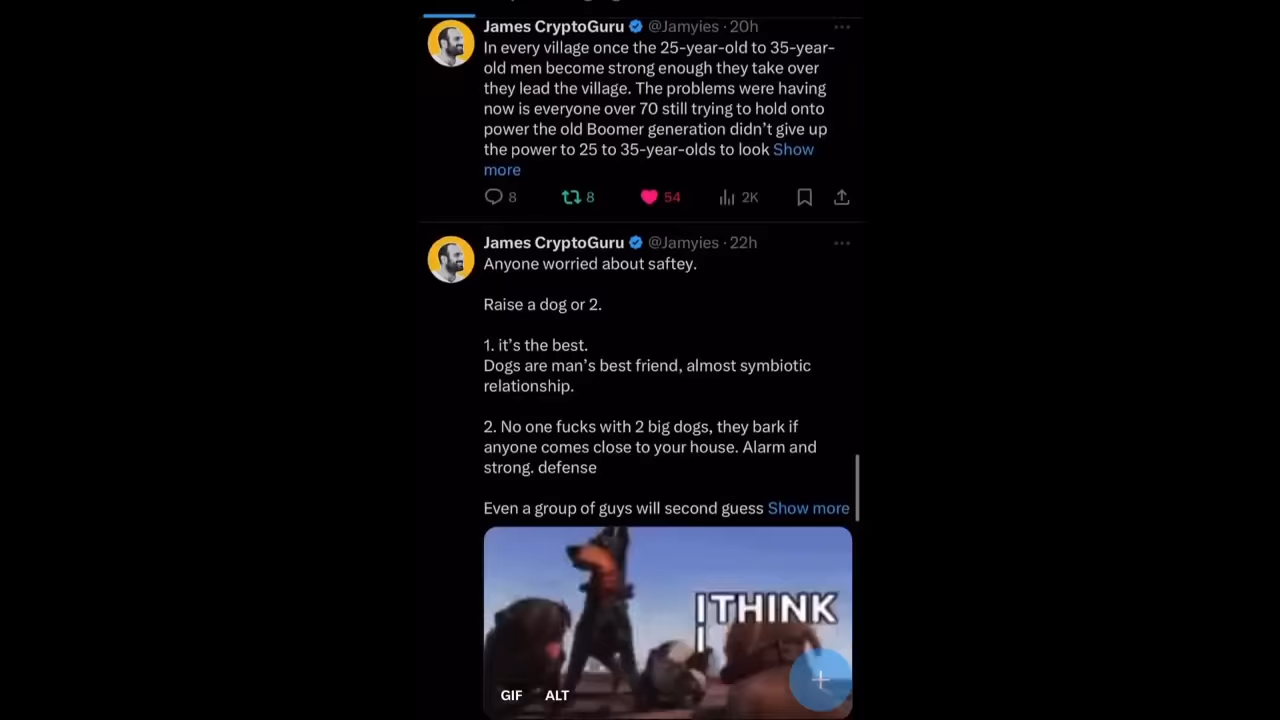 James CryptoGuru @Jamyies · 20h
In every village once the 25-year-old to 35-year-
old men become strong enough they take over
they lead the village. The problems were having
now is everyone over 70 still trying to hold onto
power the old Boomer generation didn't give up
the power to 25 to 35-year-olds to look Show
more
8 8 54 2K
James CryptoGuru @Jamyies · 22h
Anyone worried about saftey.
Raise a dog or 2.
1. it's the best.
Dogs are man's best friend, almost symbiotic
relationship.
2. No one fucks with 2 big dogs, they bark if
anyone comes close to your house. Alarm and
strong. defense
Even a group of guys will second guess Show more
I THINK
I
GIF ALT